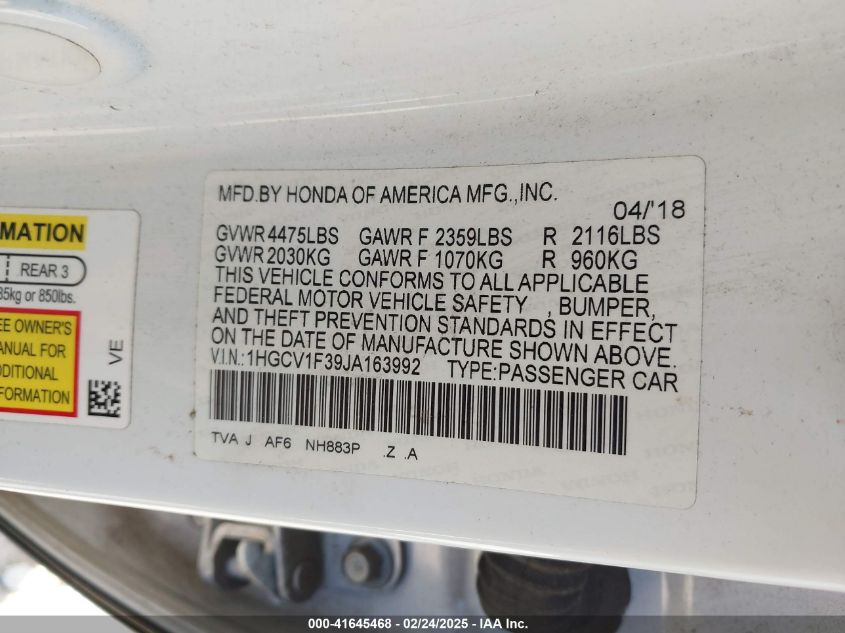 MFD.BY HONDA OF AMERICA MFG.,INC.
04/'18
GVWR 4475LBS GAWR F 2359LBS R 2116LBS
GVWR 2030KG GAWR F 1070KG R 960KG
THIS VEHICLE CONFORMS TO ALL APPLICABLE
FEDERAL MOTOR VEHICLE SAFETY , BUMPER,
AND THEFT PREVENTION STANDARDS IN EFFECT
ON THE DATE OF MANUFACTURE SHOWN ABOVE.
V.I.N.:1HGCV1F39JA163992 TYPE:PASSENGER CAR
TVA J AF6 NH883P .Z .A
MATION
REAR 3
85kg or 850lbs.
EE OWNER'S
ANUAL FOR
DDITIONAL
FORMATION
VE
000-41645468 - 02/24/2025 - IAAI.com.